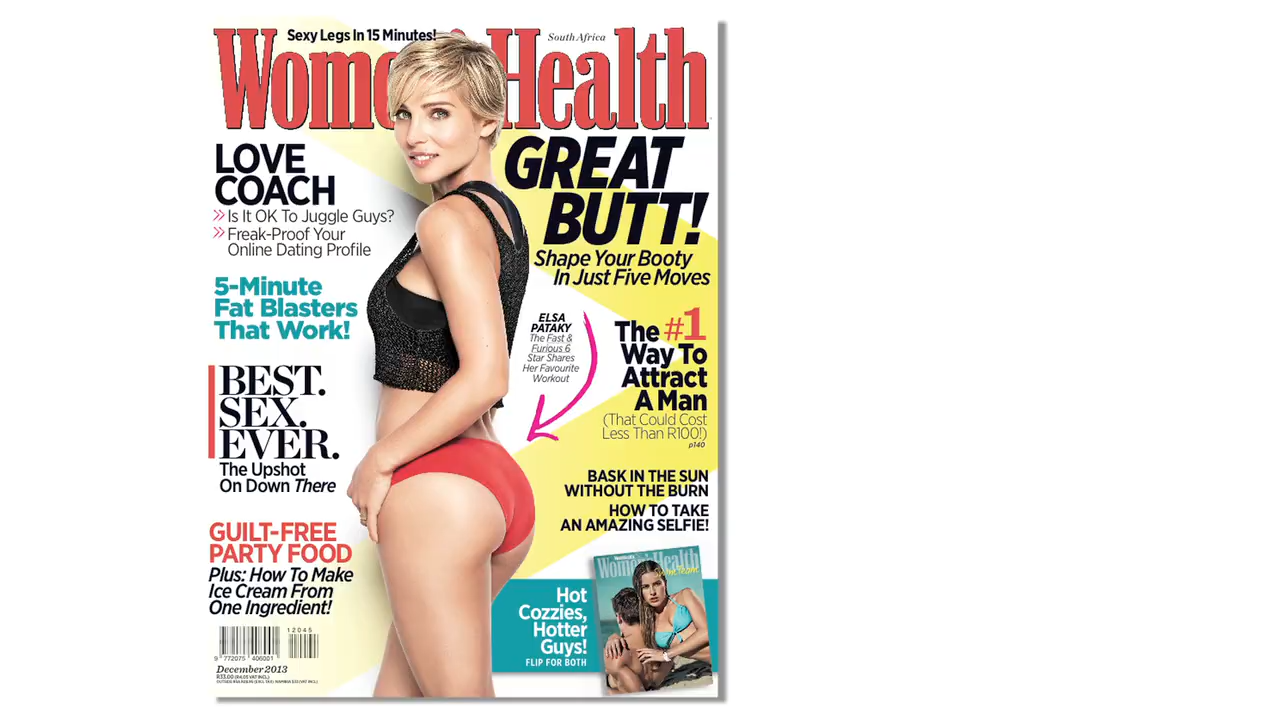 Sexy Legs In 15 Minutes!
South Africa
Women's Health
LOVE
COACH
Is It OK To Juggle Guys?
Freak-Proof Your
Online Dating Profile
5-Minute
Fat Blasters
That Work!
BEST.
SEX.
EVER.
The Upshot
On Down There
GUILT-FREE
PARTY FOOD
Plus: How To Make
Ice Cream From
One Ingredient!
12045
9 772075 406001
December 2013
GREAT
BUTT!
Shape Your Booty
In Just Five Moves
ELSA
PATAKY
The Fast &
Furious 6
Star Shares
Her Favourite
Workout
The #1
Way To
Attract
A Man
(That Could Cost
Less Than R100!)
p140
BASK IN THE SUN
WITHOUT THE BURN
HOW TO TAKE
AN AMAZING SELFIE!
Hot
Cozzies,
Hotter
Guys!
FLIP FOR BOTH
Women's Health